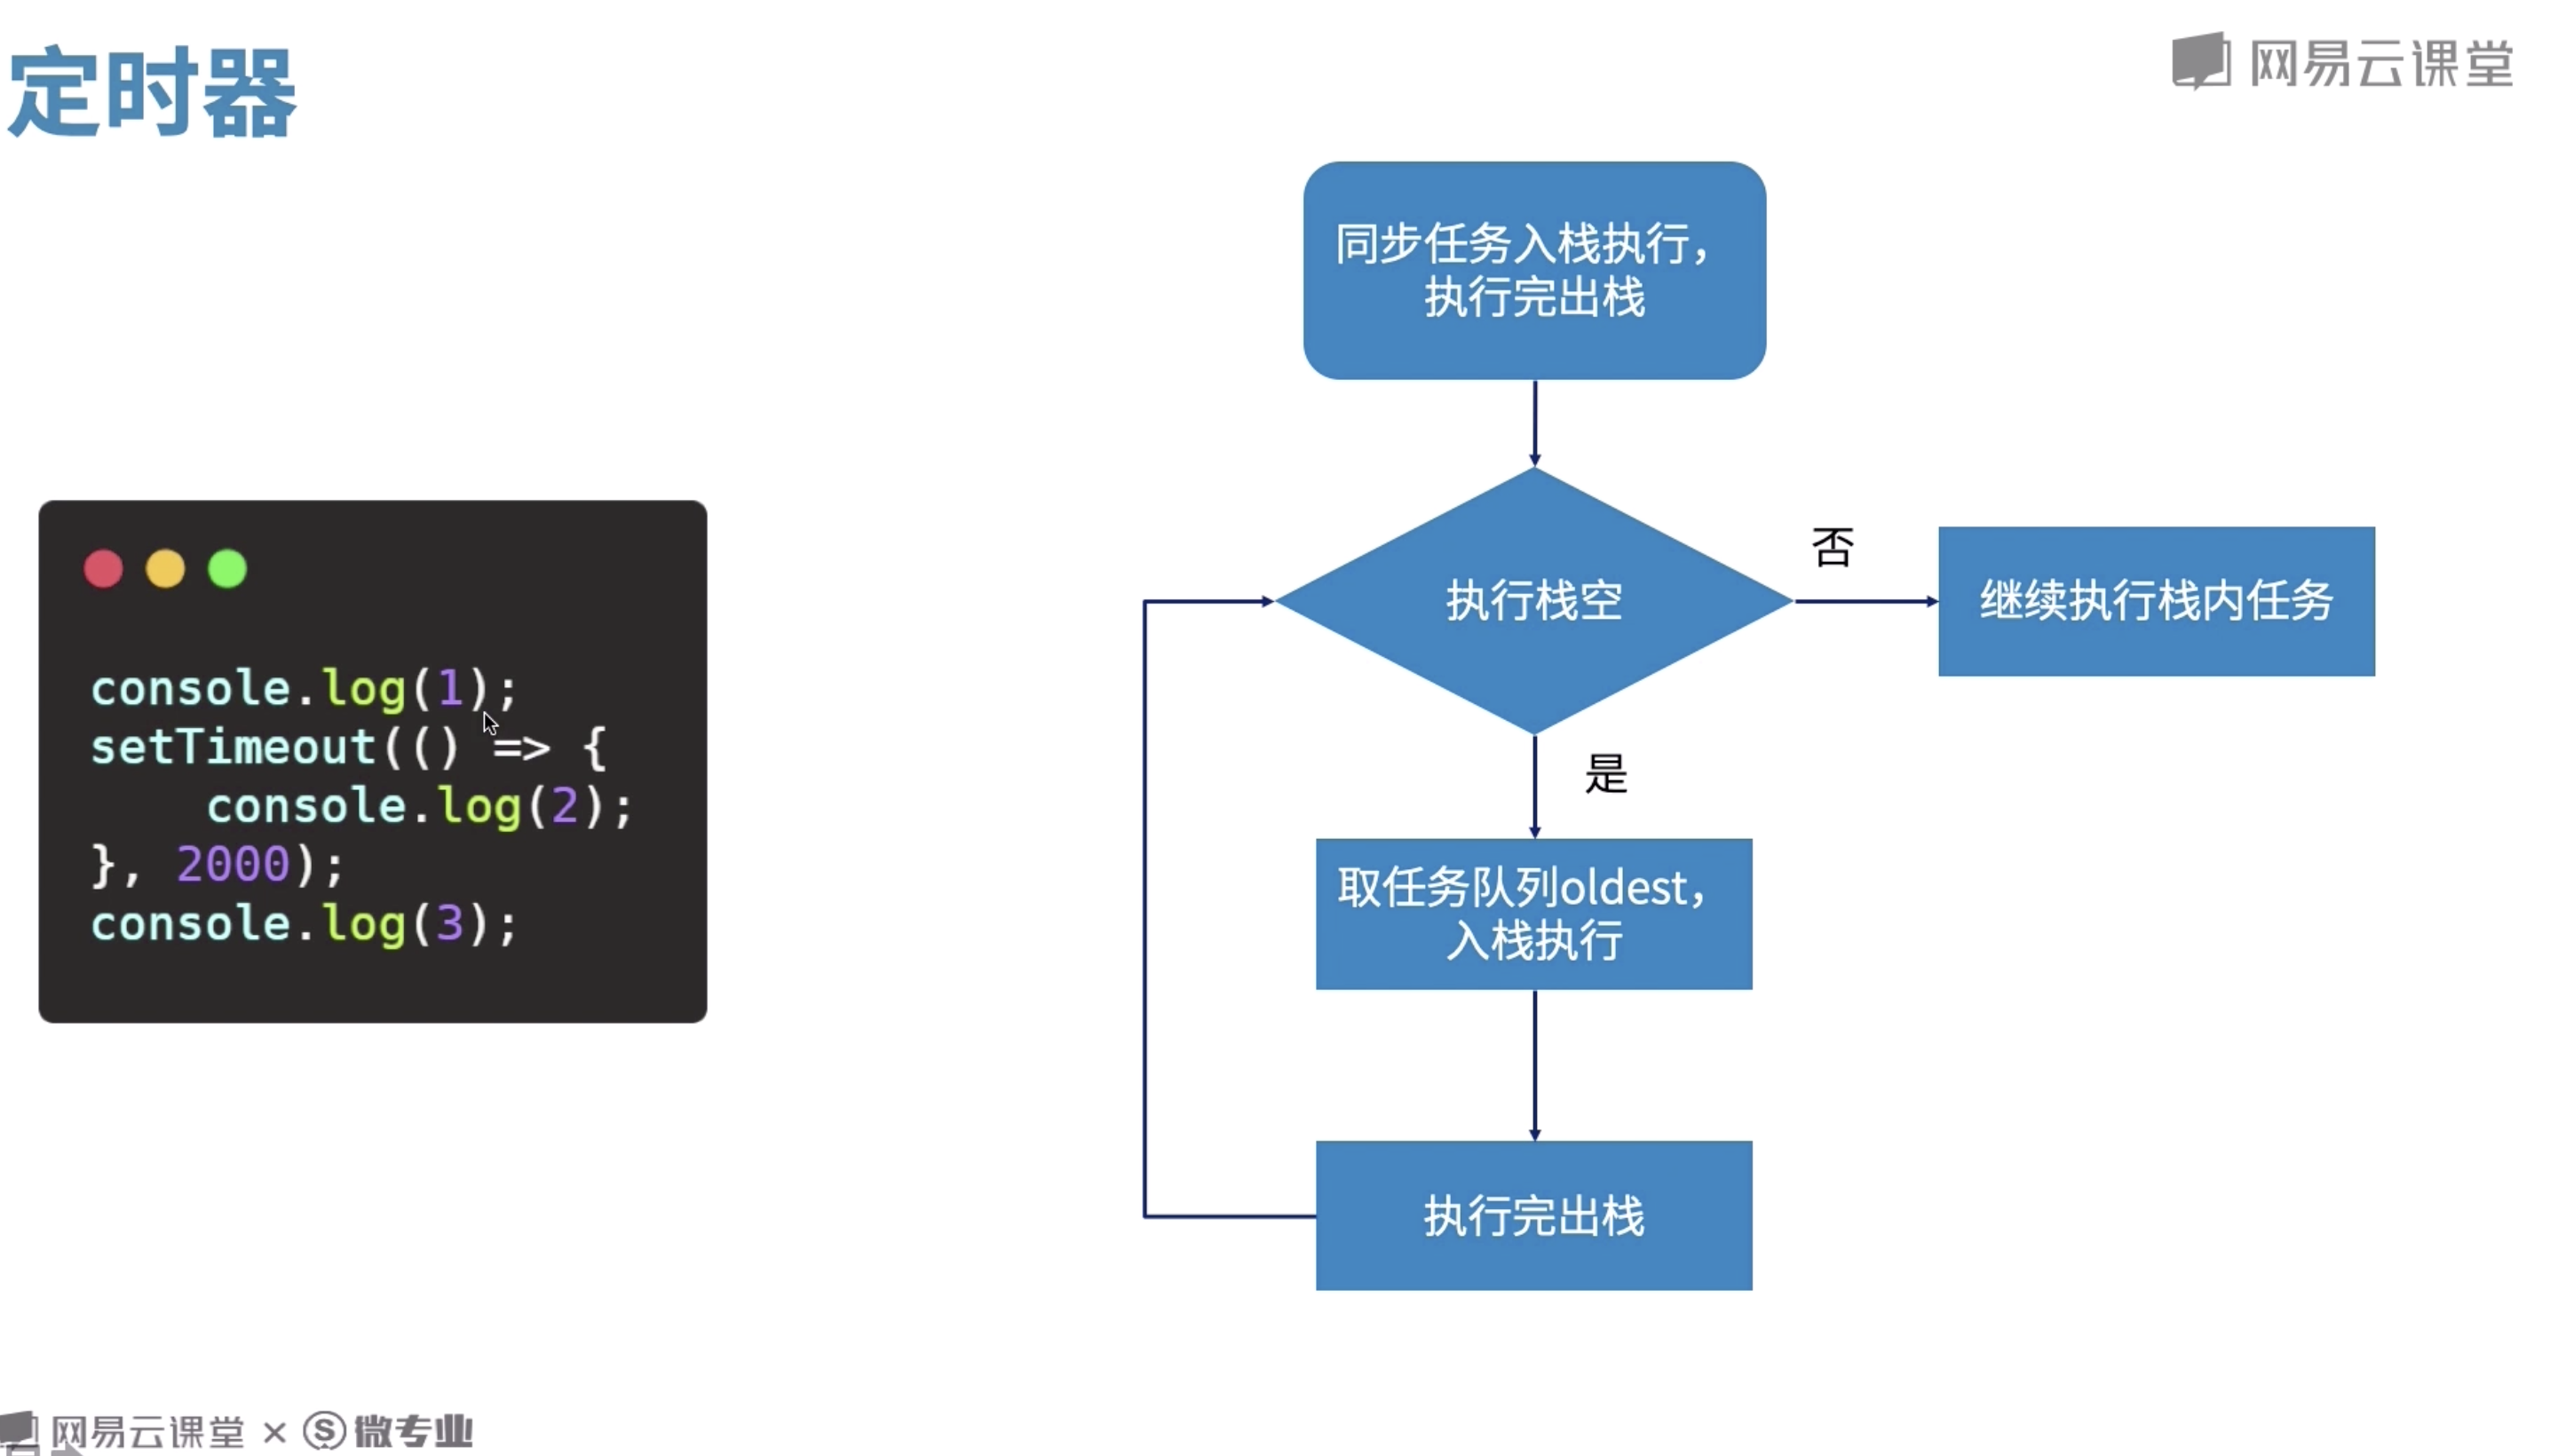 定时器
网易云课堂
console.log(1);
setTimeout(() => {
    console.log(2);
}, 2000);
console.log(3);
同步任务入栈执行，
执行完出栈
执行栈空
否
继续执行栈内任务
是
取任务队列oldest，
入栈执行
执行完出栈
网易云课堂 × S 微专业